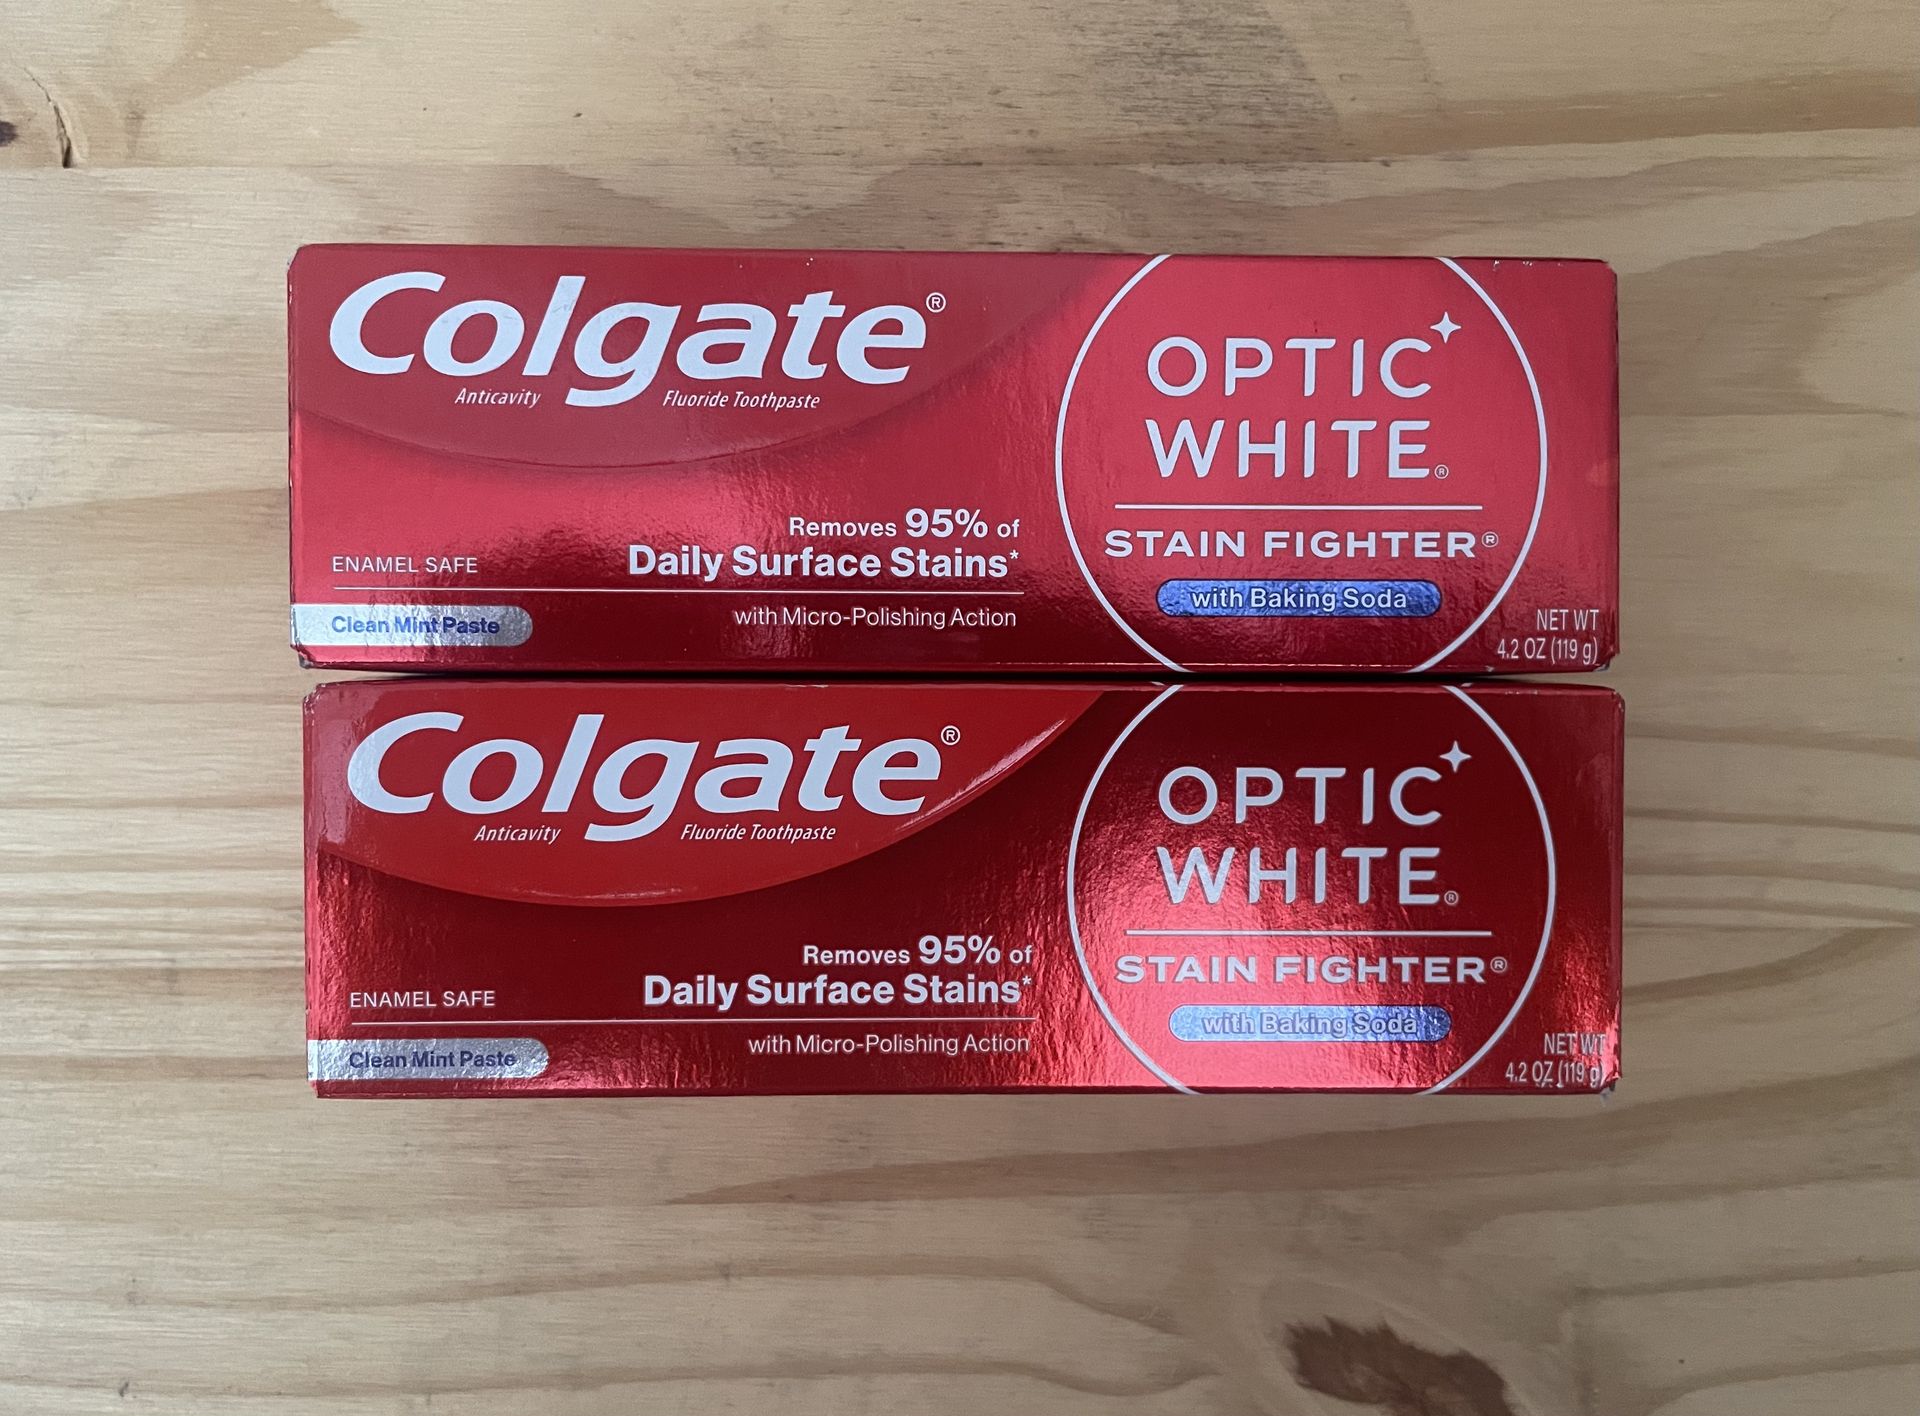 Colgate®
Anticavity Fluoride Toothpaste
ENAMEL SAFE
Clean Mint Paste
Removes 95% of
Daily Surface Stains*
with Micro-Polishing Action
OPTIC
WHITE®
STAIN FIGHTER®
with Baking Soda
NET WT
4.2 OZ (119 g)
Colgate®
Anticavity Fluoride Toothpaste
ENAMEL SAFE
Clean Mint Paste
Removes 95% of
Daily Surface Stains*
with Micro-Polishing Action
OPTIC
WHITE®
STAIN FIGHTER®
with Baking Soda
NET WT
4.2 OZ (119 g)